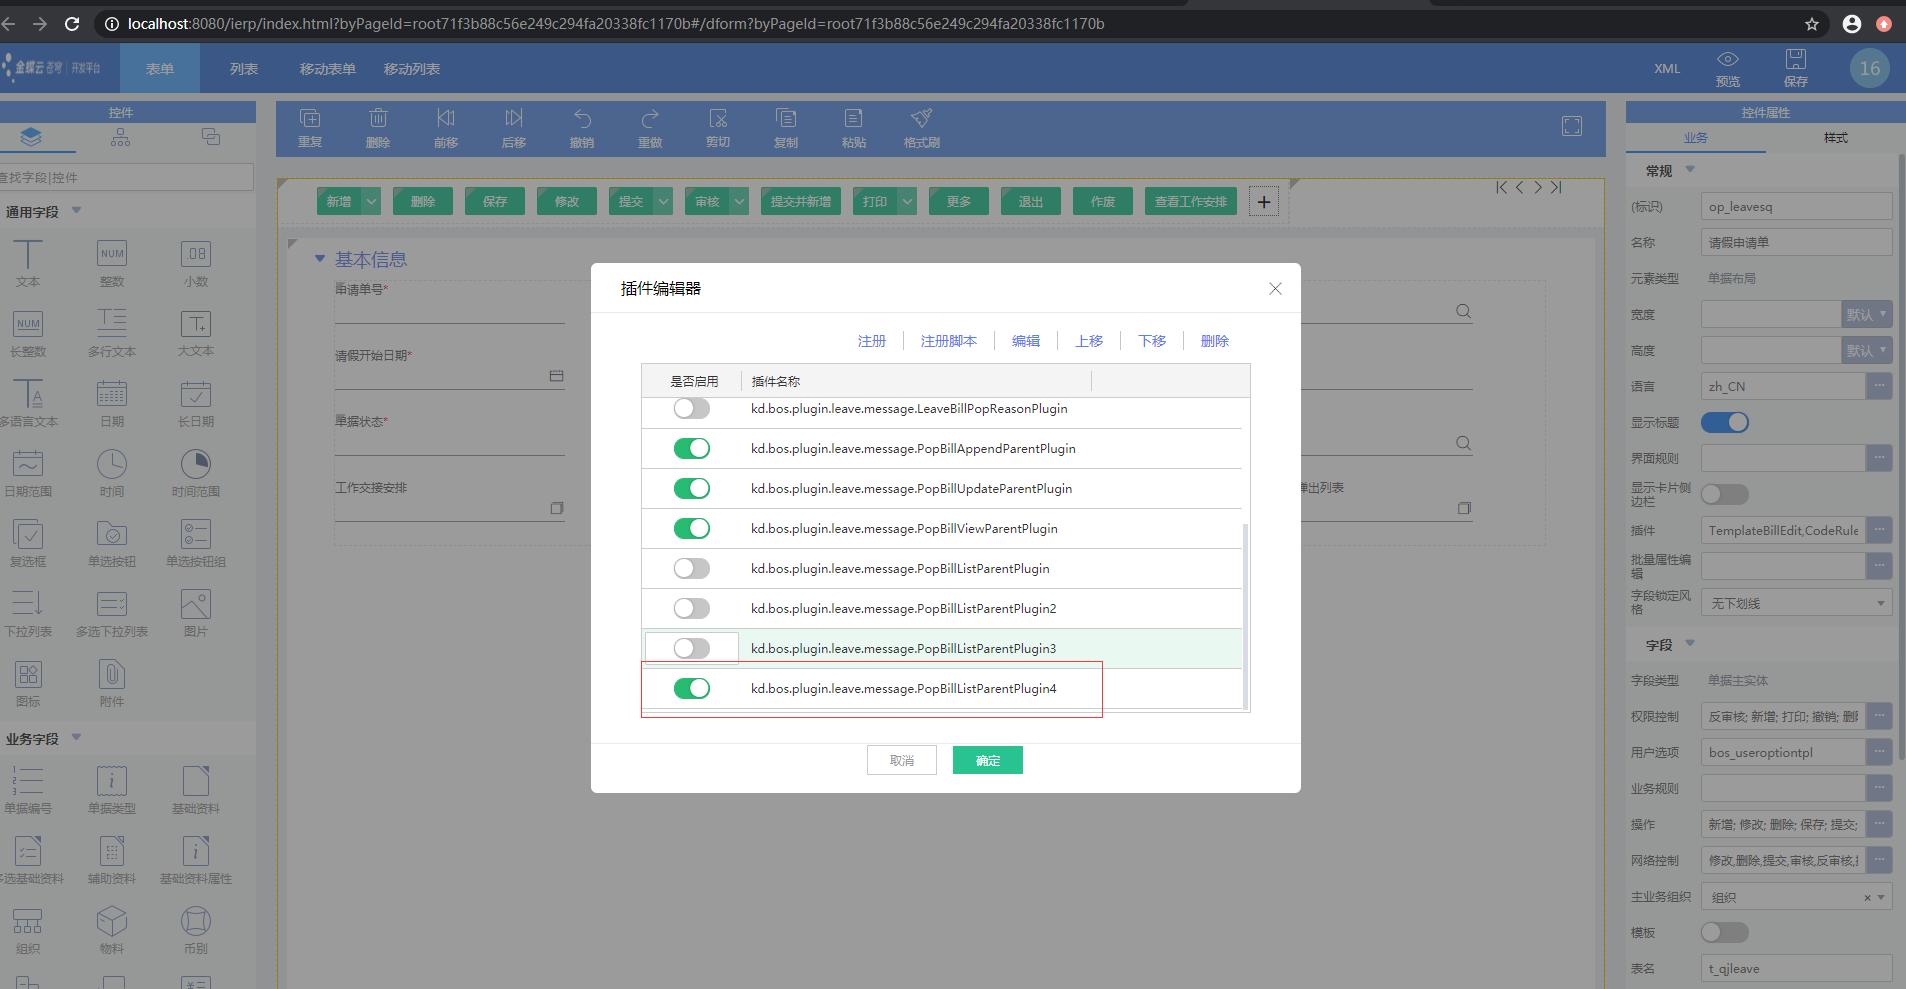 localhost:8080/ierp/index.html?byPageId=root71f3b88c56e249c294fa20338fc1170b#/dform?byPageId=root71f3b88c56e249c294fa20338fc1170b
金蝶云 苍穹 | 开发平台
表单 列表 移动表单 移动列表
XML 预览 保存 16
控件
查找字段|控件
通用字段
文本 整数 小数
NUM .08
长整数 多行文本 大文本
NUM
多语言文本 日期 长日期
日期范围 时间 时间范围
复选框 单选按钮 单选按钮组
下拉列表 多选下拉列表 图片
图标 附件
业务字段
单据编号 单据类型 基础资料
多选基础资料 辅助资料 基础资料属性
组织 物料 币别
重复 删除 前移 后移 撤销 重做 剪切 复制 粘贴 格式刷
新增 删除 保存 修改 提交 审核 提交并新增 打印 更多 退出 作废 查看工作安排 +
基本信息
申请单号*
请假开始日期*
单据状态*
工作交接安排
弹出列表
插件编辑器
注册 注册脚本 编辑 上移 下移 删除
是否启用 插件名称
kd.bos.plugin.leave.message.LeaveBillPopReasonPlugin
kd.bos.plugin.leave.message.PopBillAppendParentPlugin
kd.bos.plugin.leave.message.PopBillUpdateParentPlugin
kd.bos.plugin.leave.message.PopBillViewParentPlugin
kd.bos.plugin.leave.message.PopBillListParentPlugin
kd.bos.plugin.leave.message.PopBillListParentPlugin2
kd.bos.plugin.leave.message.PopBillListParentPlugin3
kd.bos.plugin.leave.message.PopBillListParentPlugin4
取消 确定
控件属性
业务 样式
常规
(标识) op_leavesq
名称 请假申请单
元素类型 单据布局
宽度 默认
高度 默认
语言 zh_CN ...
显示标题
界面规则 ...
显示卡片侧
边栏
插件 TemplateBillEdit,CodeRule ...
批量属性编
辑 ...
字段锁定风
格 无下划线
字段
字段类型 单据主实体
权限控制 反审核; 新增; 打印; 撤销; 删除 ...
用户选项 bos_useroptiontpl ...
业务规则 ...
操作 新增; 修改; 删除; 保存; 提交; ...
网络控制 修改,删除,提交,审核,反审核, ...
主业务组织 组织 ×
模板
表名 t_qjleave